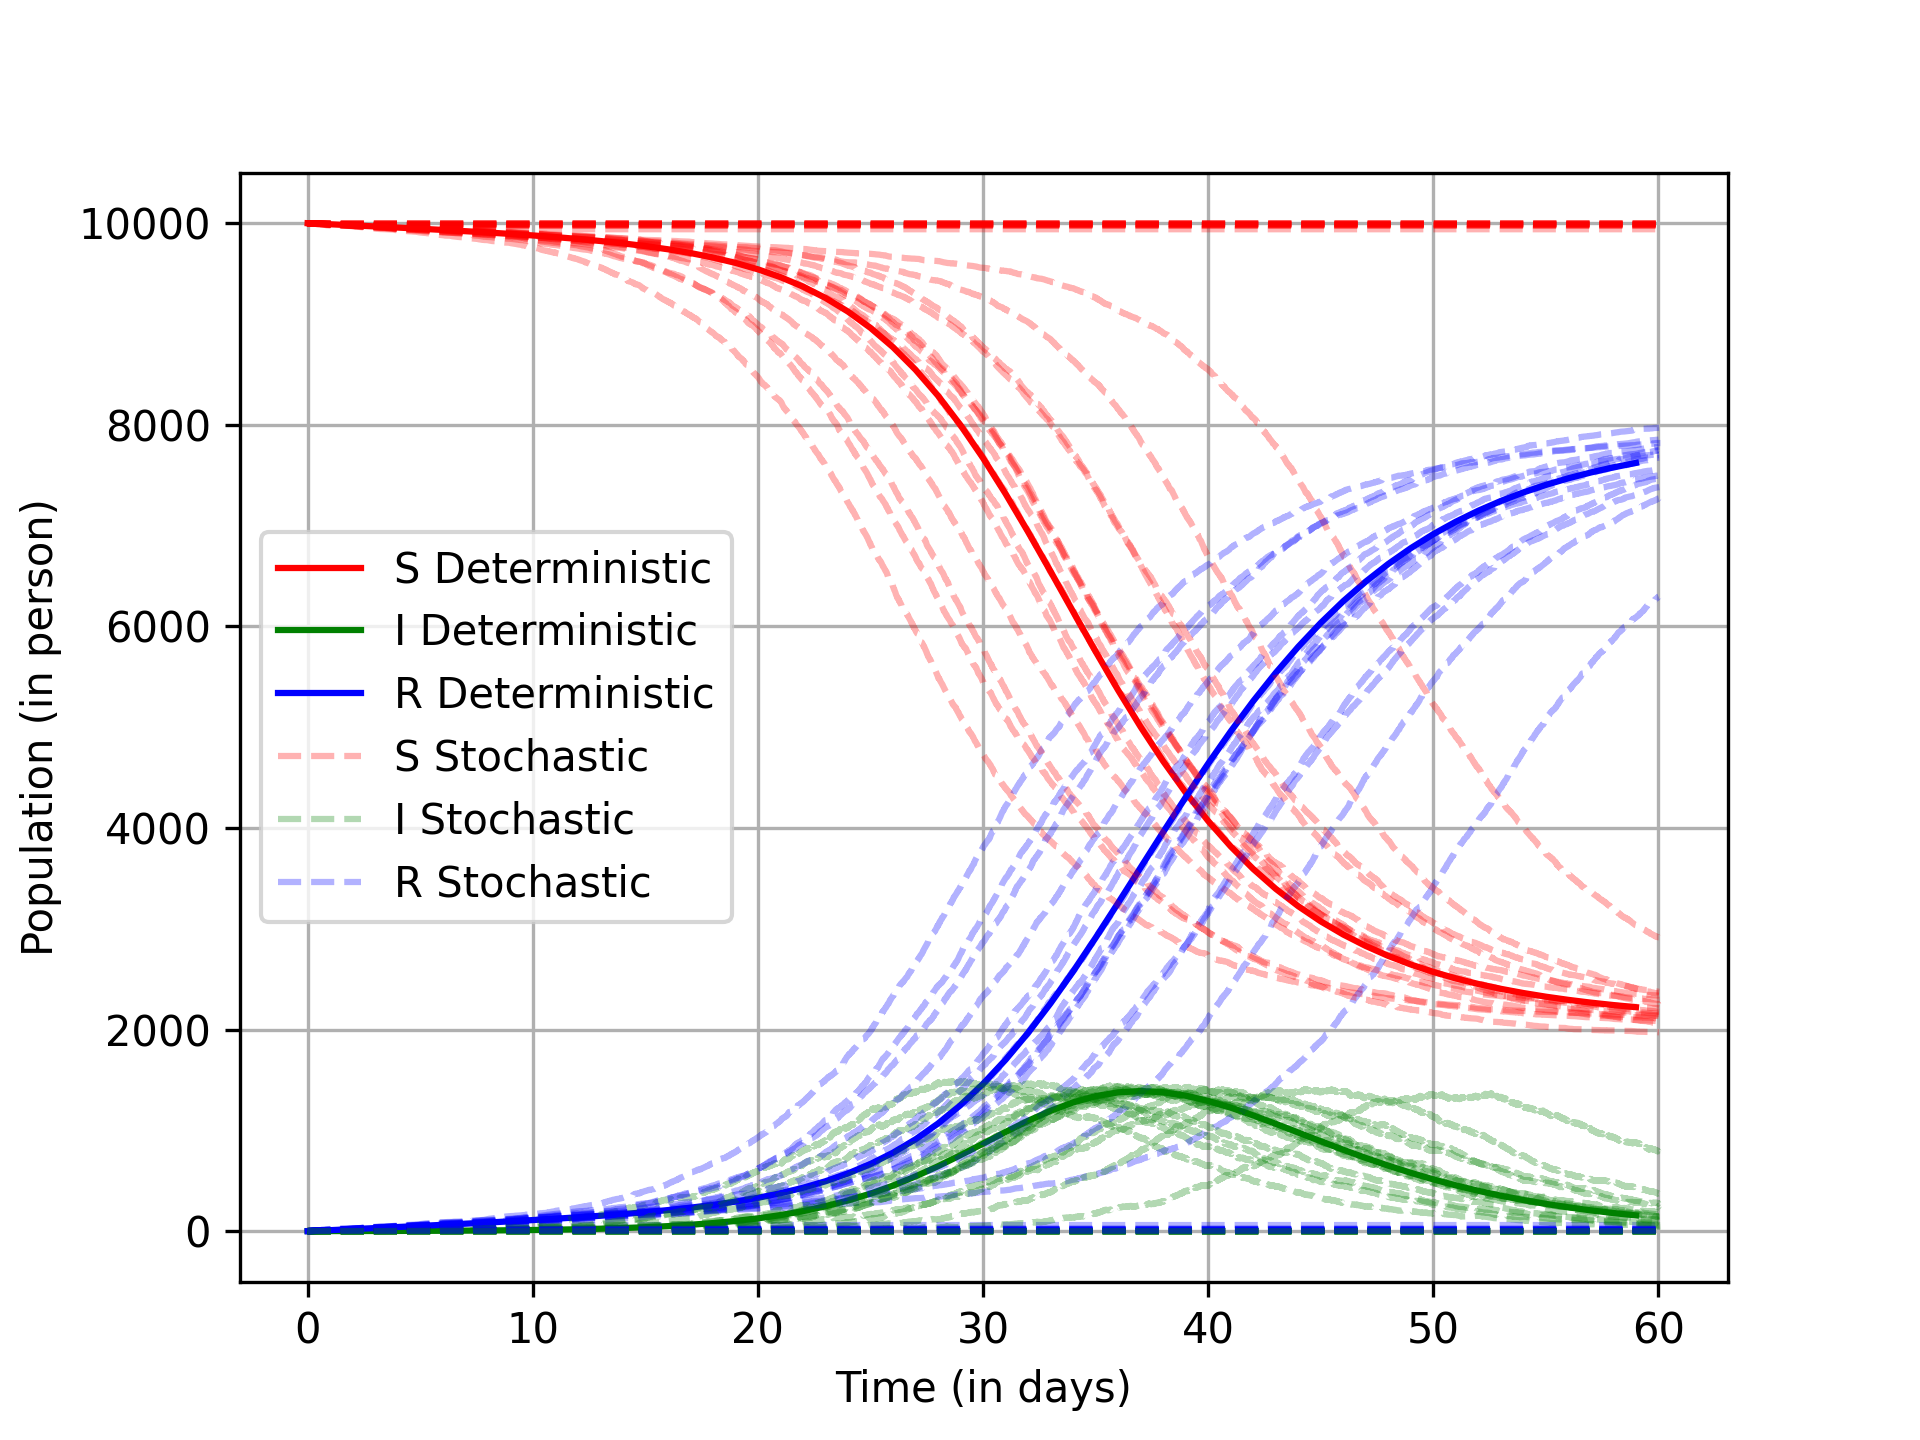 10000
8000
6000
4000
2000
0
Population (in person)
S Deterministic
I Deterministic
R Deterministic
S Stochastic
I Stochastic
R Stochastic
0 10 20 30 40 50 60
Time (in days)